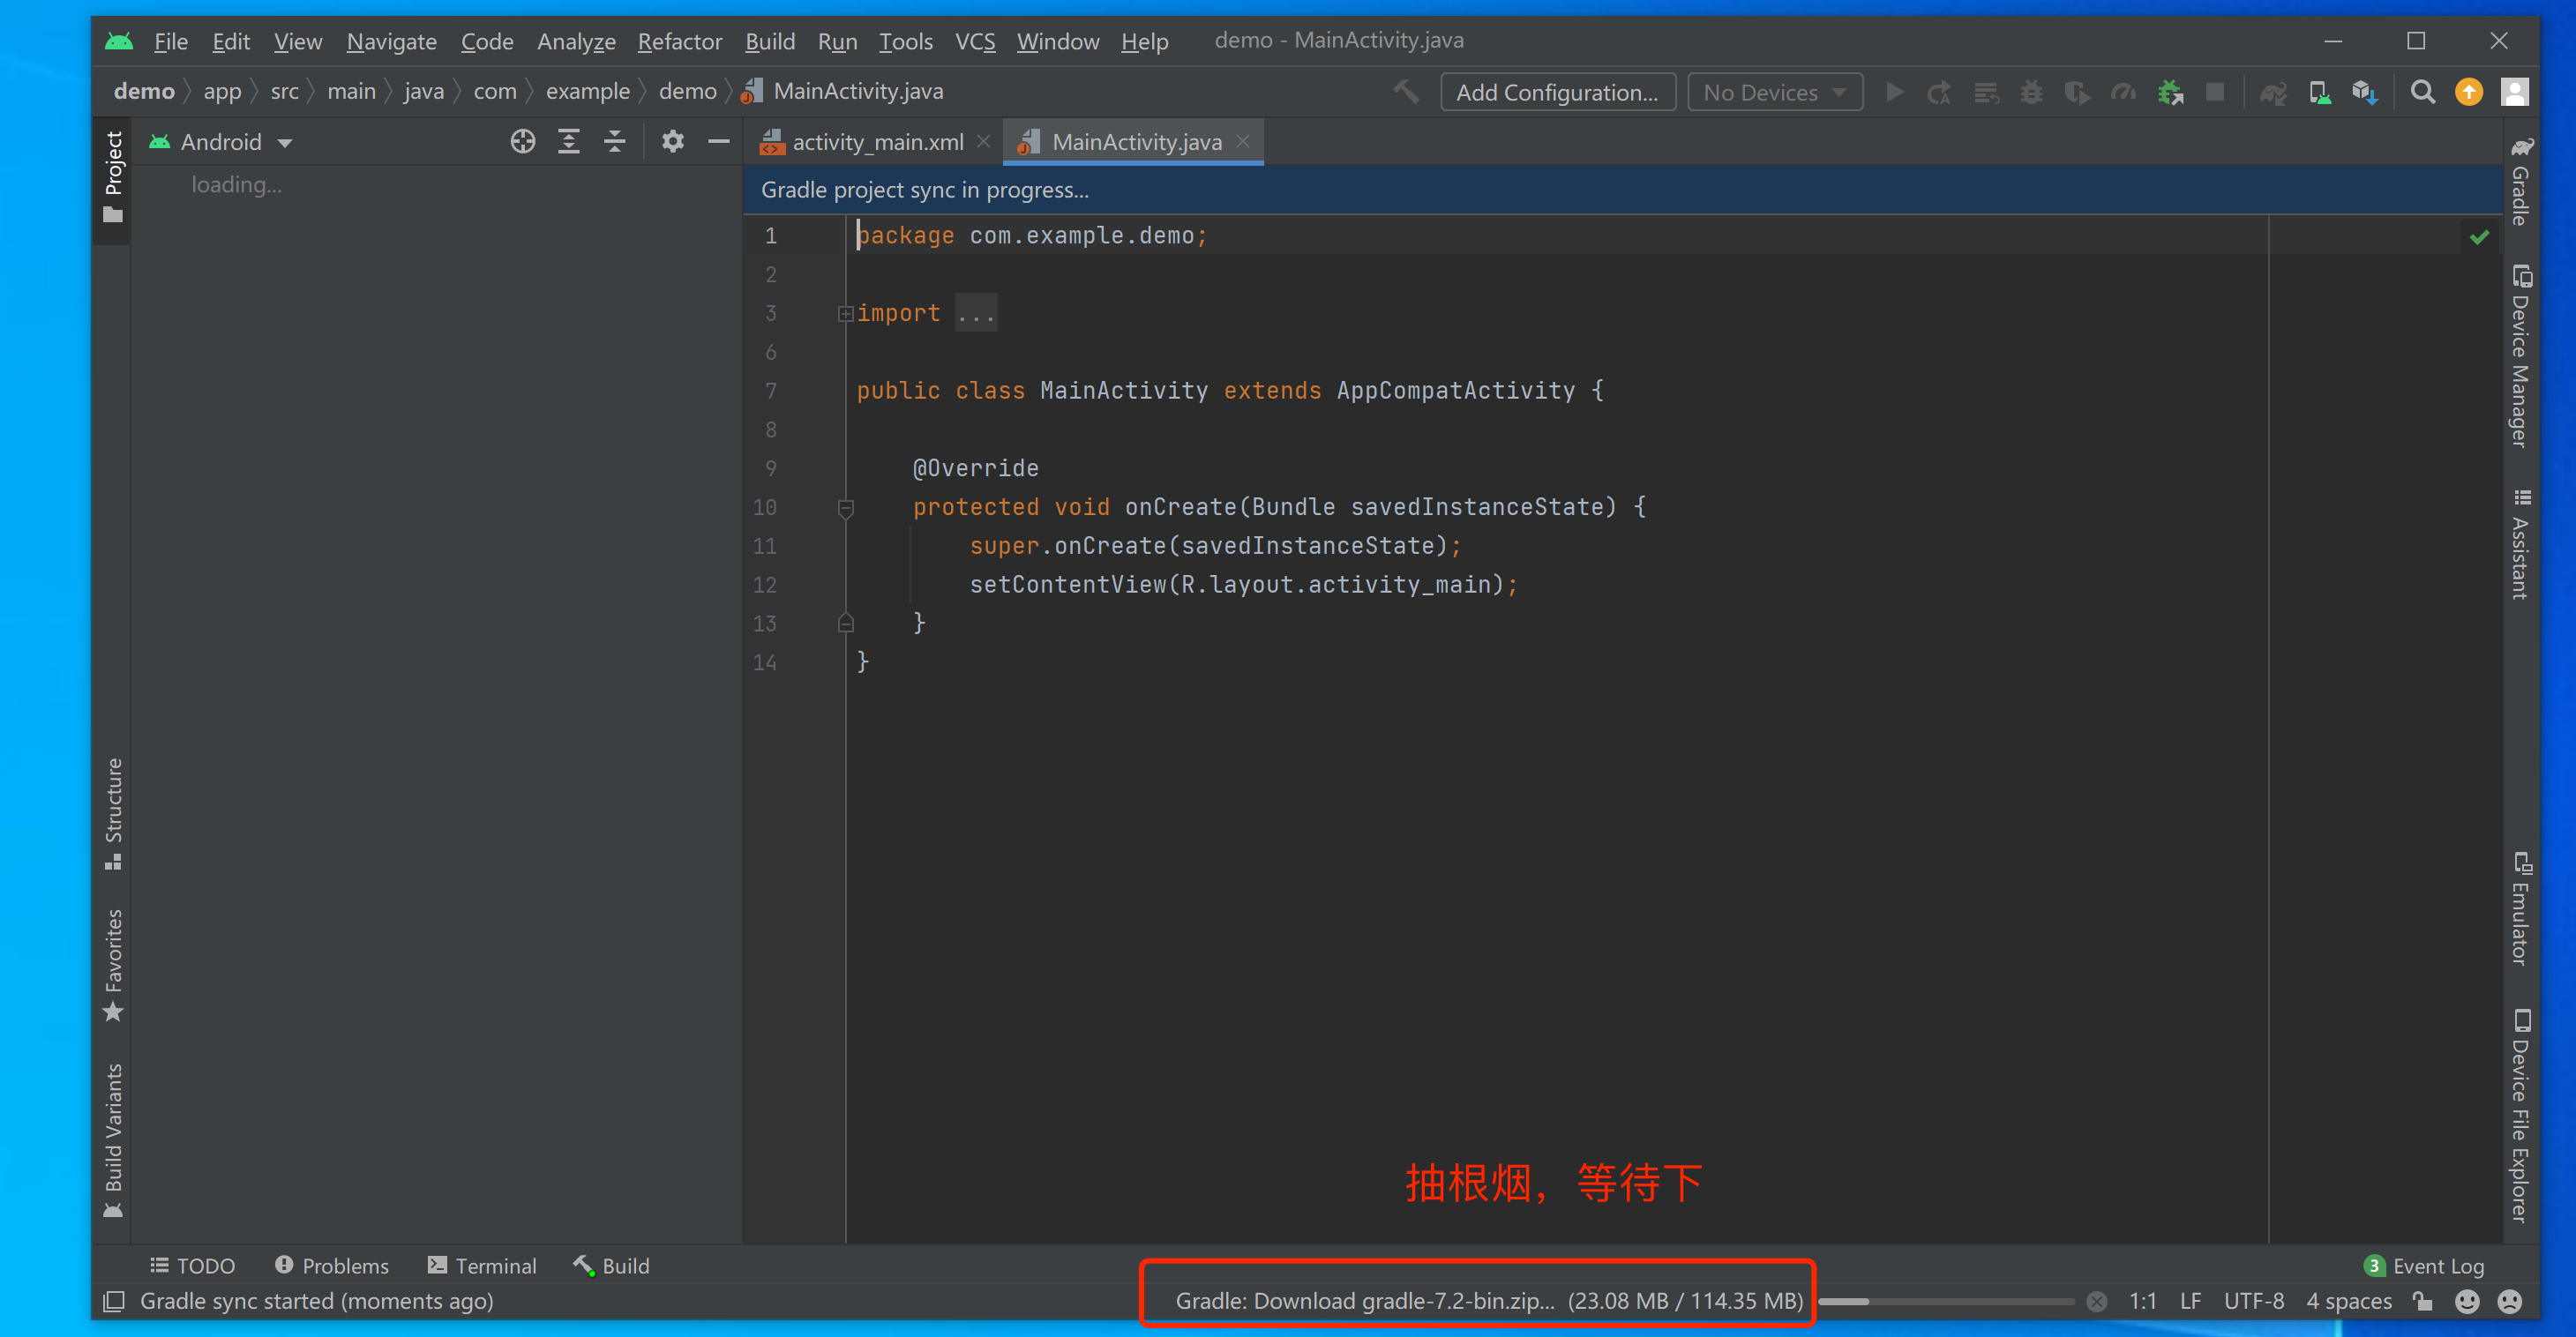 File Edit View Navigate Code Analyze Refactor Build Run Tools VCS Window Help demo - MainActivity.java
demo app src main java com example demo MainActivity.java Add Configuration... No Devices
Project
Android
activity_main.xml MainActivity.java
loading...
Gradle project sync in progress...
1 package com.example.demo;
2
3 import ...
6
7 public class MainActivity extends AppCompatActivity {
8
9 @Override
10 protected void onCreate(Bundle savedInstanceState) {
11 super.onCreate(savedInstanceState);
12 setContentView(R.layout.activity_main);
13 }
14 }
Structure
Favorites
Build Variants
Gradle
Device Manager
Assistant
Emulator
Device File Explorer
抽根烟，等待下
TODO Problems Terminal Build 3 Event Log
Gradle sync started (moments ago) Gradle: Download gradle-7.2-bin.zip... (23.08 MB / 114.35 MB) 1:1 LF UTF-8 4 spaces